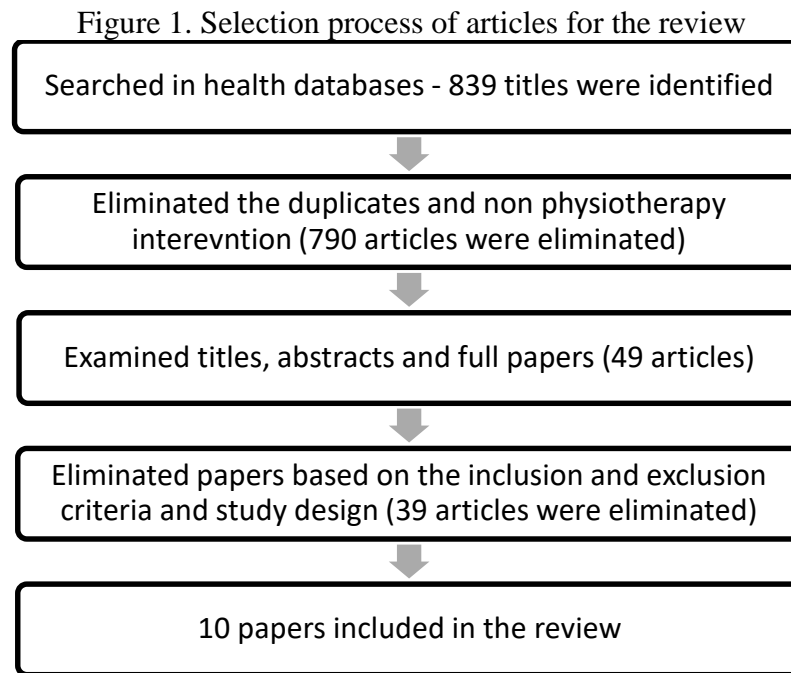 Figure 1. Selection process of articles for the review
Searched in health databases - 839 titles were identified
Eliminated the duplicates and non physiotherapy
interevntion (790 articles were eliminated)
Examined titles, abstracts and full papers (49 articles)
Eliminated papers based on the inclusion and exclusion
criteria and study design (39 articles were eliminated)
10 papers included in the review